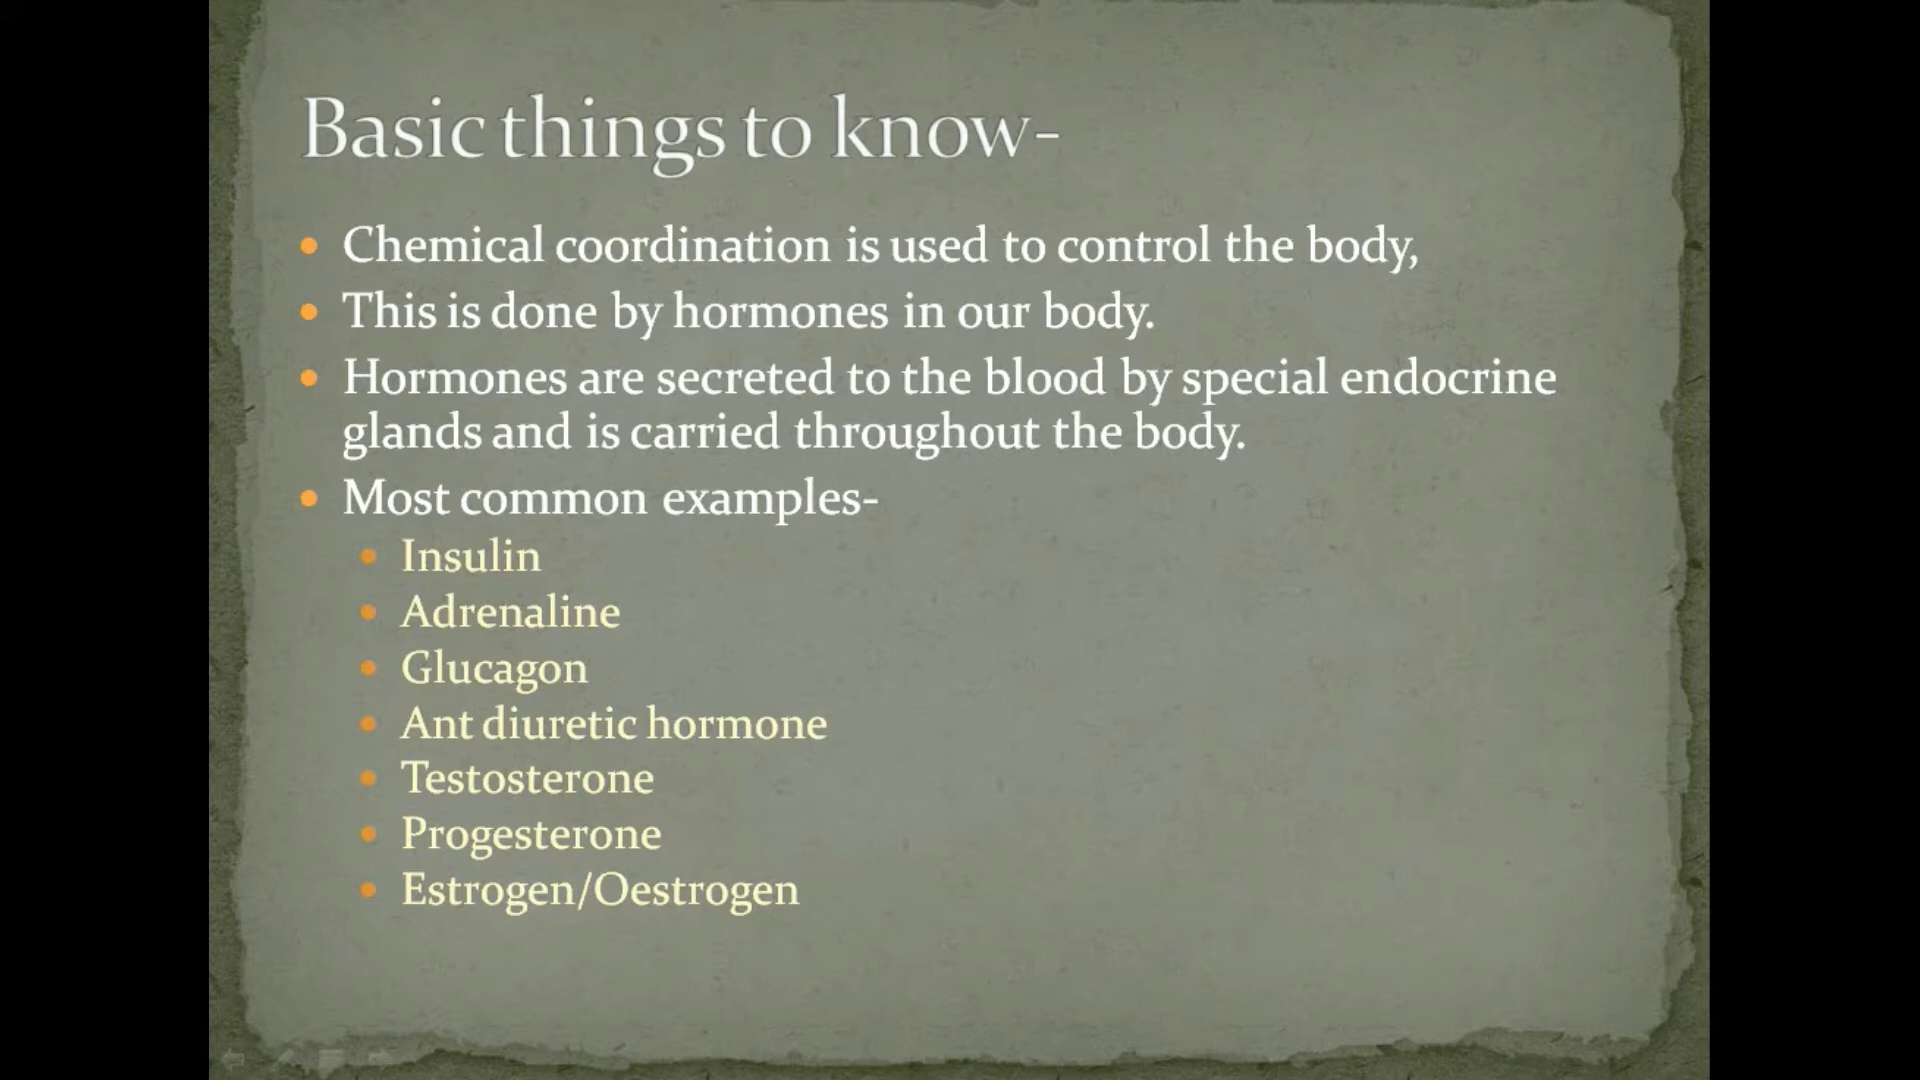 Basic things to know-
Chemical coordination is used to control the body,
This is done by hormones in our body.
Hormones are secreted to the blood by special endocrine
glands and is carried throughout the body.
Most common examples-
Insulin
Adrenaline
Glucagon
Ant diuretic hormone
Testosterone
Progesterone
Estrogen/Oestrogen